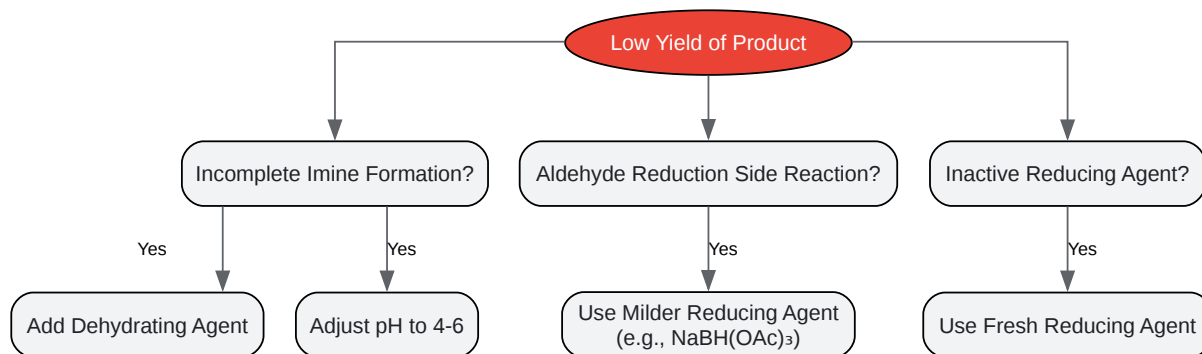 Low Yield of Product
Incomplete Imine Formation?
Aldehyde Reduction Side Reaction?
Inactive Reducing Agent?
Yes
Yes
Yes
Yes
Add Dehydrating Agent
Adjust pH to 4-6
Use Milder Reducing Agent
(e.g., NaBH(OAc)₃)
Use Fresh Reducing Agent